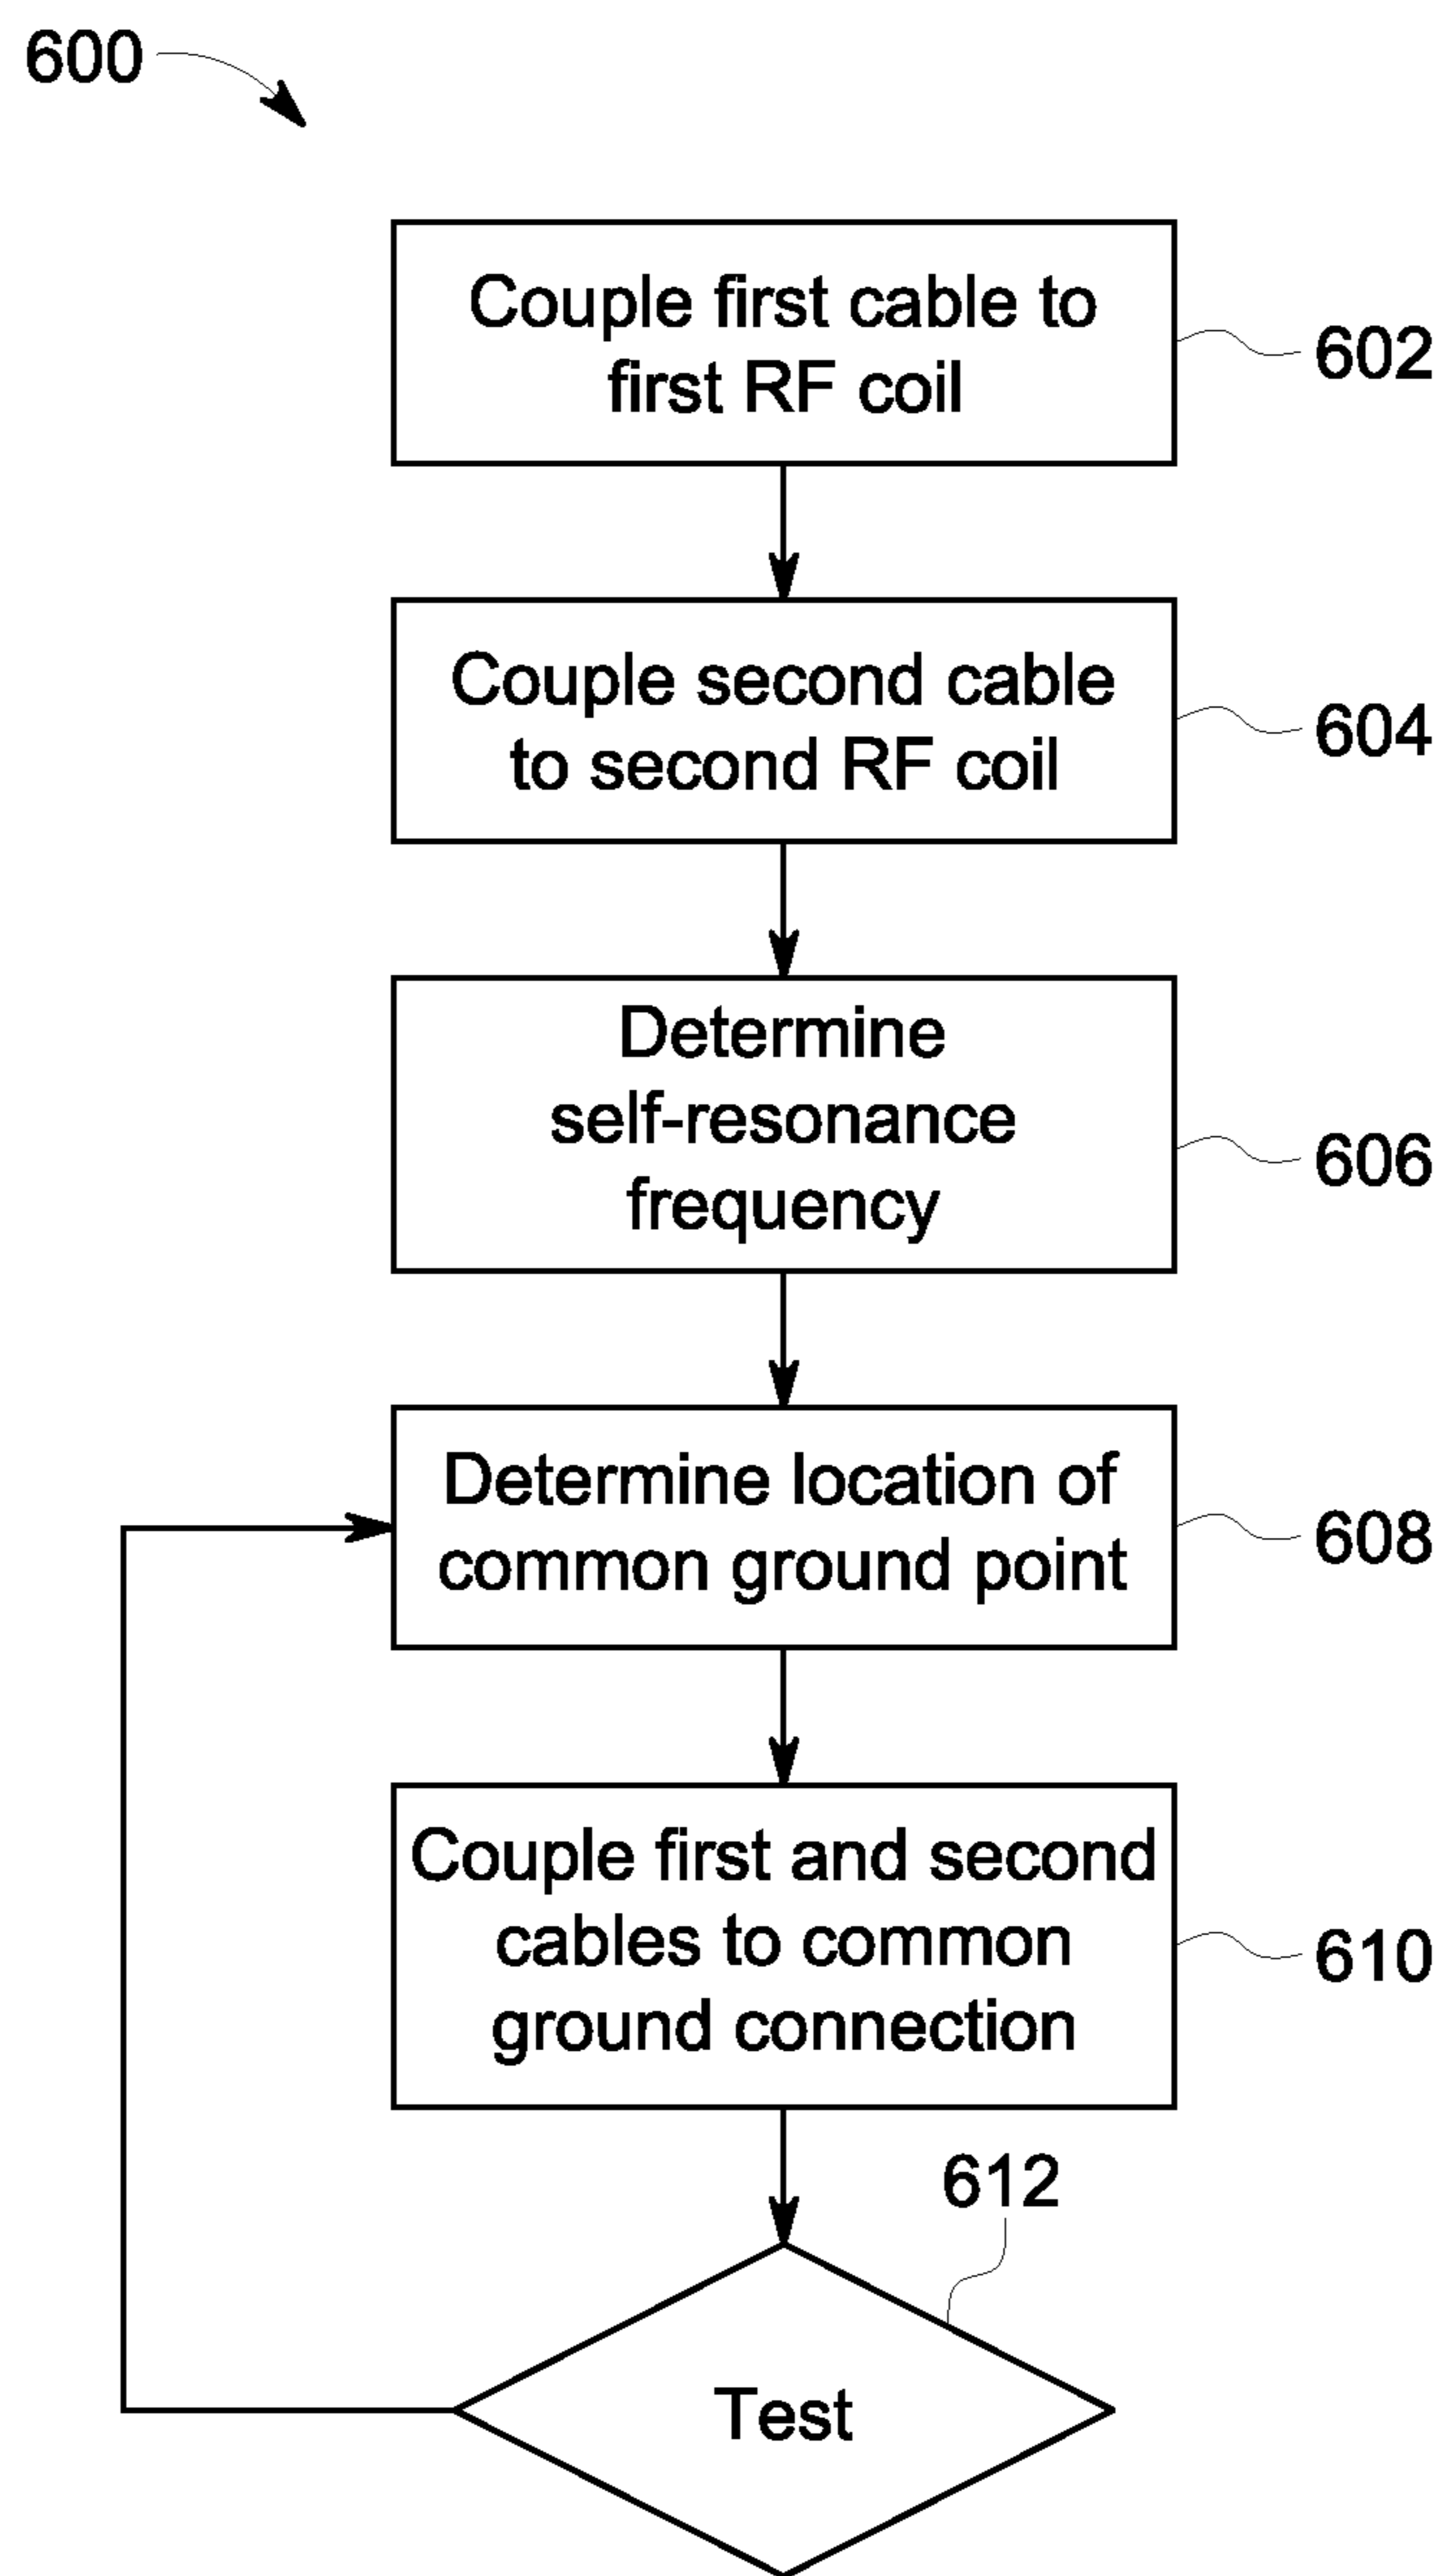 600
Couple first cable to
first RF coil
602
Couple second cable
to second RF coil
604
Determine
self-resonance
frequency
606
Determine location of
common ground point
608
Couple first and second
cables to common
ground connection
610
612
Test